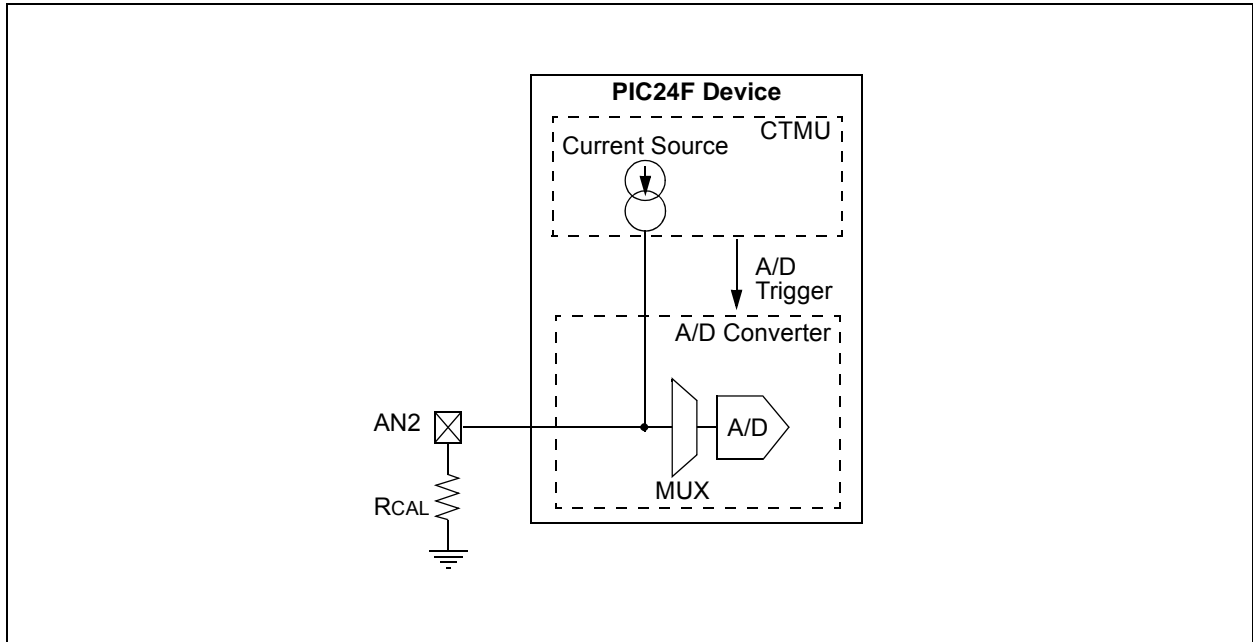 PIC24F Device
CTMU
Current Source
A/D
Trigger
A/D Converter
AN2
A/D
MUX
RCAL